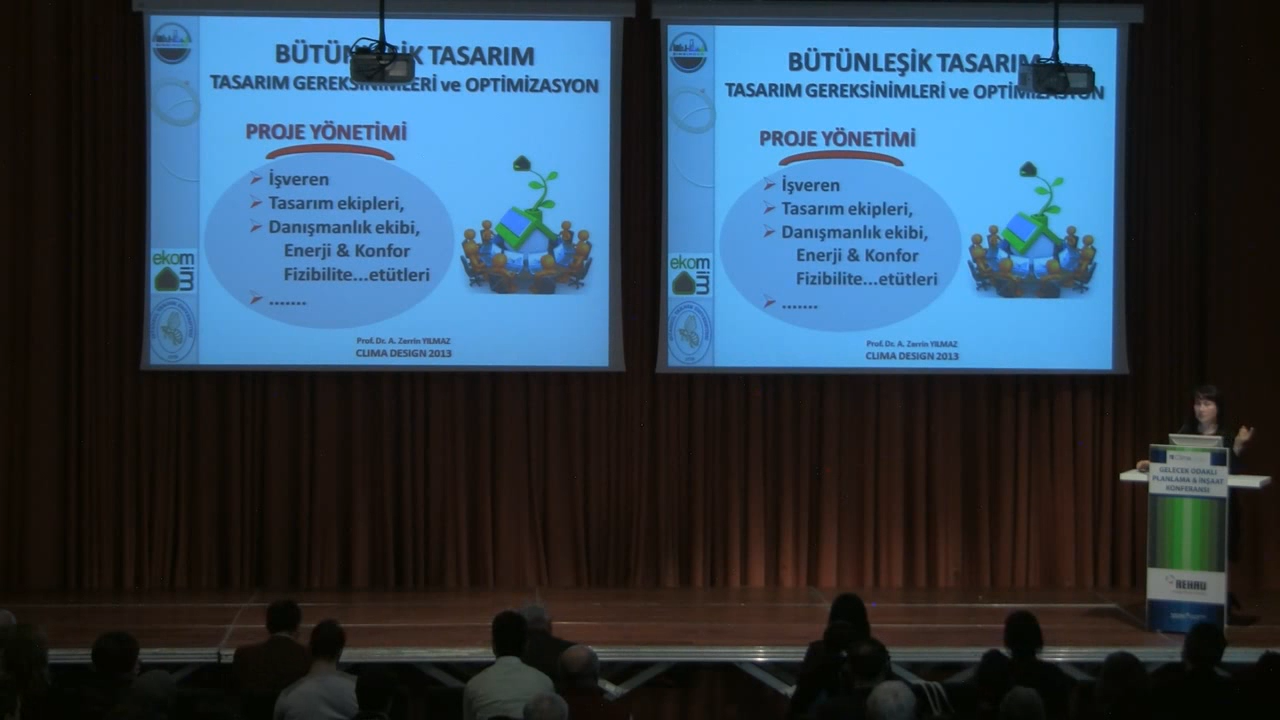 BÜTÜNLEŞİK TASARIM
TASARIM GEREKSİNİMLERİ ve OPTİMİZASYON
PROJE YÖNETİMİ
İşveren
Tasarım ekipleri,
Danışmanlık ekibi,
Enerji & Konfor
Fizibilite...etütleri
.......
ekomim
Prof. Dr. A. Zerrin YILMAZ
CLIMA DESIGN 2013
BÜTÜNLEŞİK TASARIM
TASARIM GEREKSİNİMLERİ ve OPTİMİZASYON
PROJE YÖNETİMİ
İşveren
Tasarım ekipleri,
Danışmanlık ekibi,
Enerji & Konfor
Fizibilite...etütleri
.......
ekomim
Prof. Dr. A. Zerrin YILMAZ
CLIMA DESIGN 2013
GELECEK ODAKLI
PLANLAMA & İNŞAAT
KONFERANSI
REHAU